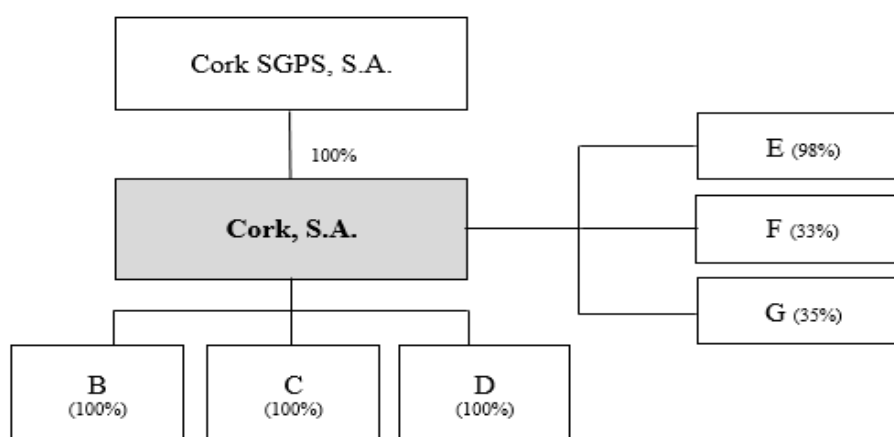 Cork SGPS, S.A.
100%
Cork, S.A.
E (98%)
F (33%)
G (35%)
B
(100%)
C
(100%)
D
(100%)